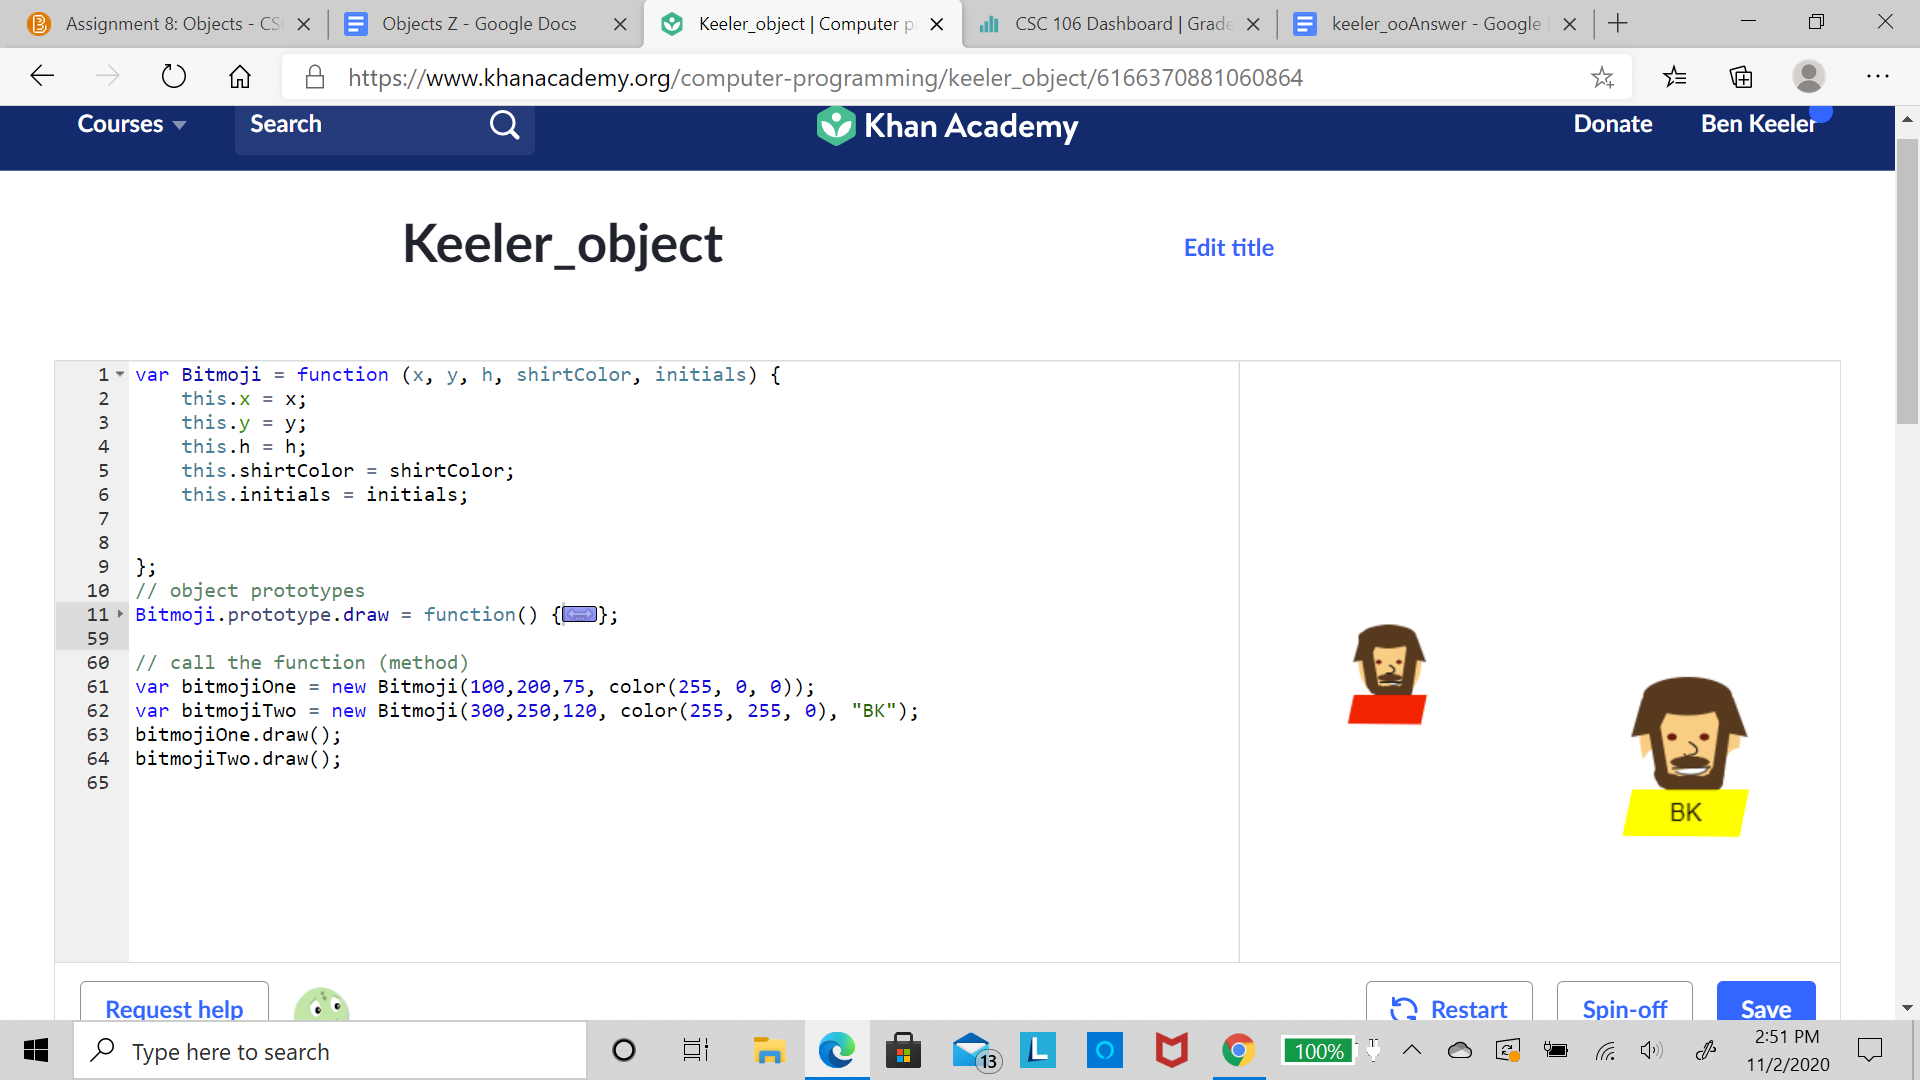 Assignment 8: Objects - CS
Objects Z - Google Docs
Keeler_object | Computer p
CSC 106 Dashboard | Grade
keeler_ooAnswer - Google
https://www.khanacademy.org/computer-programming/keeler_object/6166370881060864
Courses
Search
Khan Academy
Donate
Ben Keeler
Keeler_object
Edit title
1 var Bitmoji = function (x, y, h, shirtColor, initials) {
2 this.x = x;
3 this.y = y;
4 this.h = h;
5 this.shirtColor = shirtColor;
6 this.initials = initials;
7
8
9 };
10 // object prototypes
11 Bitmoji.prototype.draw = function() {};
59
60 // call the function (method)
61 var bitmojiOne = new Bitmoji(100,200,75, color(255, 0, 0));
62 var bitmojiTwo = new Bitmoji(300,250,120, color(255, 255, 0), "BK");
63 bitmojiOne.draw();
64 bitmojiTwo.draw();
65
BK
Request help
Restart
Spin-off
Save
Type here to search
13
L
100%
2:51 PM
11/2/2020